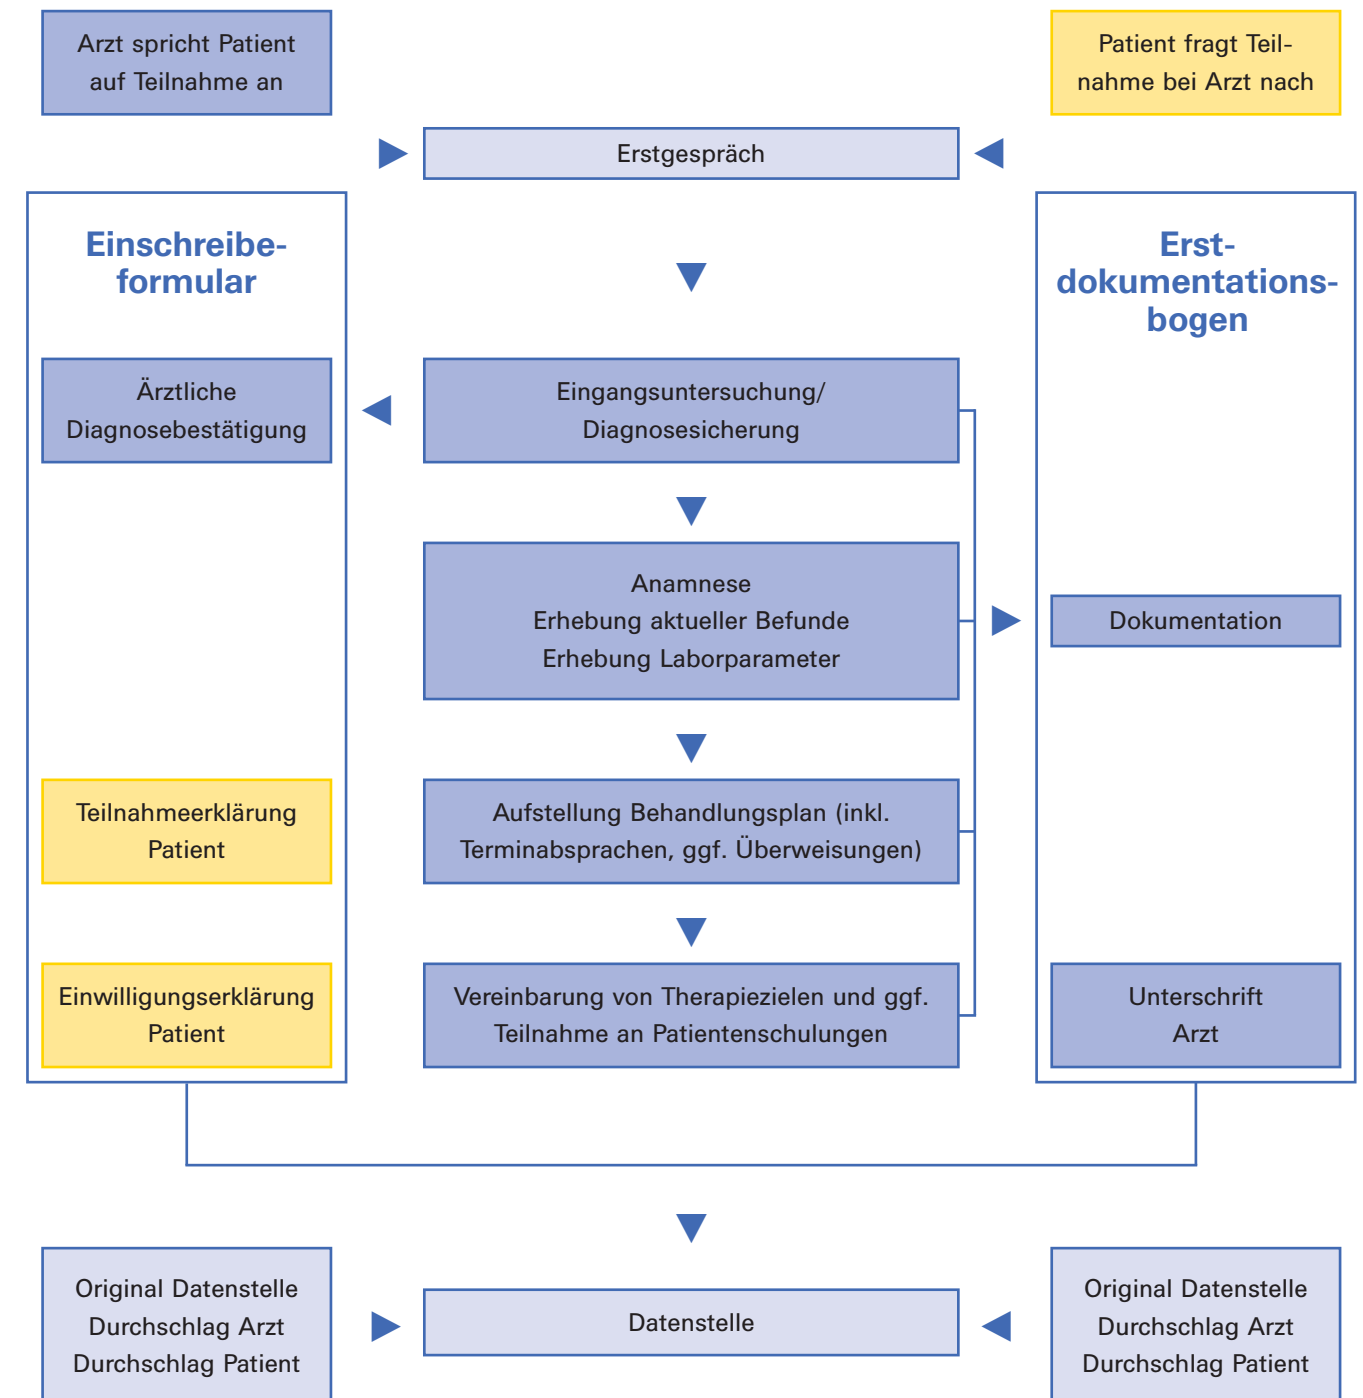 Arzt spricht Patient
auf Teilnahme an
Patient fragt Teil-
nahme bei Arzt nach
Erstgespräch
Einschreibe-
formular
Erst-
dokumentations-
bogen
Ärztliche
Diagnosebestätigung
Eingangsuntersuchung/
Diagnosesicherung
Anamnese
Erhebung aktueller Befunde
Erhebung Laborparameter
Dokumentation
Teilnahmeerklärung
Patient
Aufstellung Behandlungsplan (inkl.
Terminabsprachen, ggf. Überweisungen)
Einwilligungserklärung
Patient
Vereinbarung von Therapiezielen und ggf.
Teilnahme an Patientenschulungen
Unterschrift
Arzt
Original Datenstelle
Durchschlag Arzt
Durchschlag Patient
Datenstelle
Original Datenstelle
Durchschlag Arzt
Durchschlag Patient